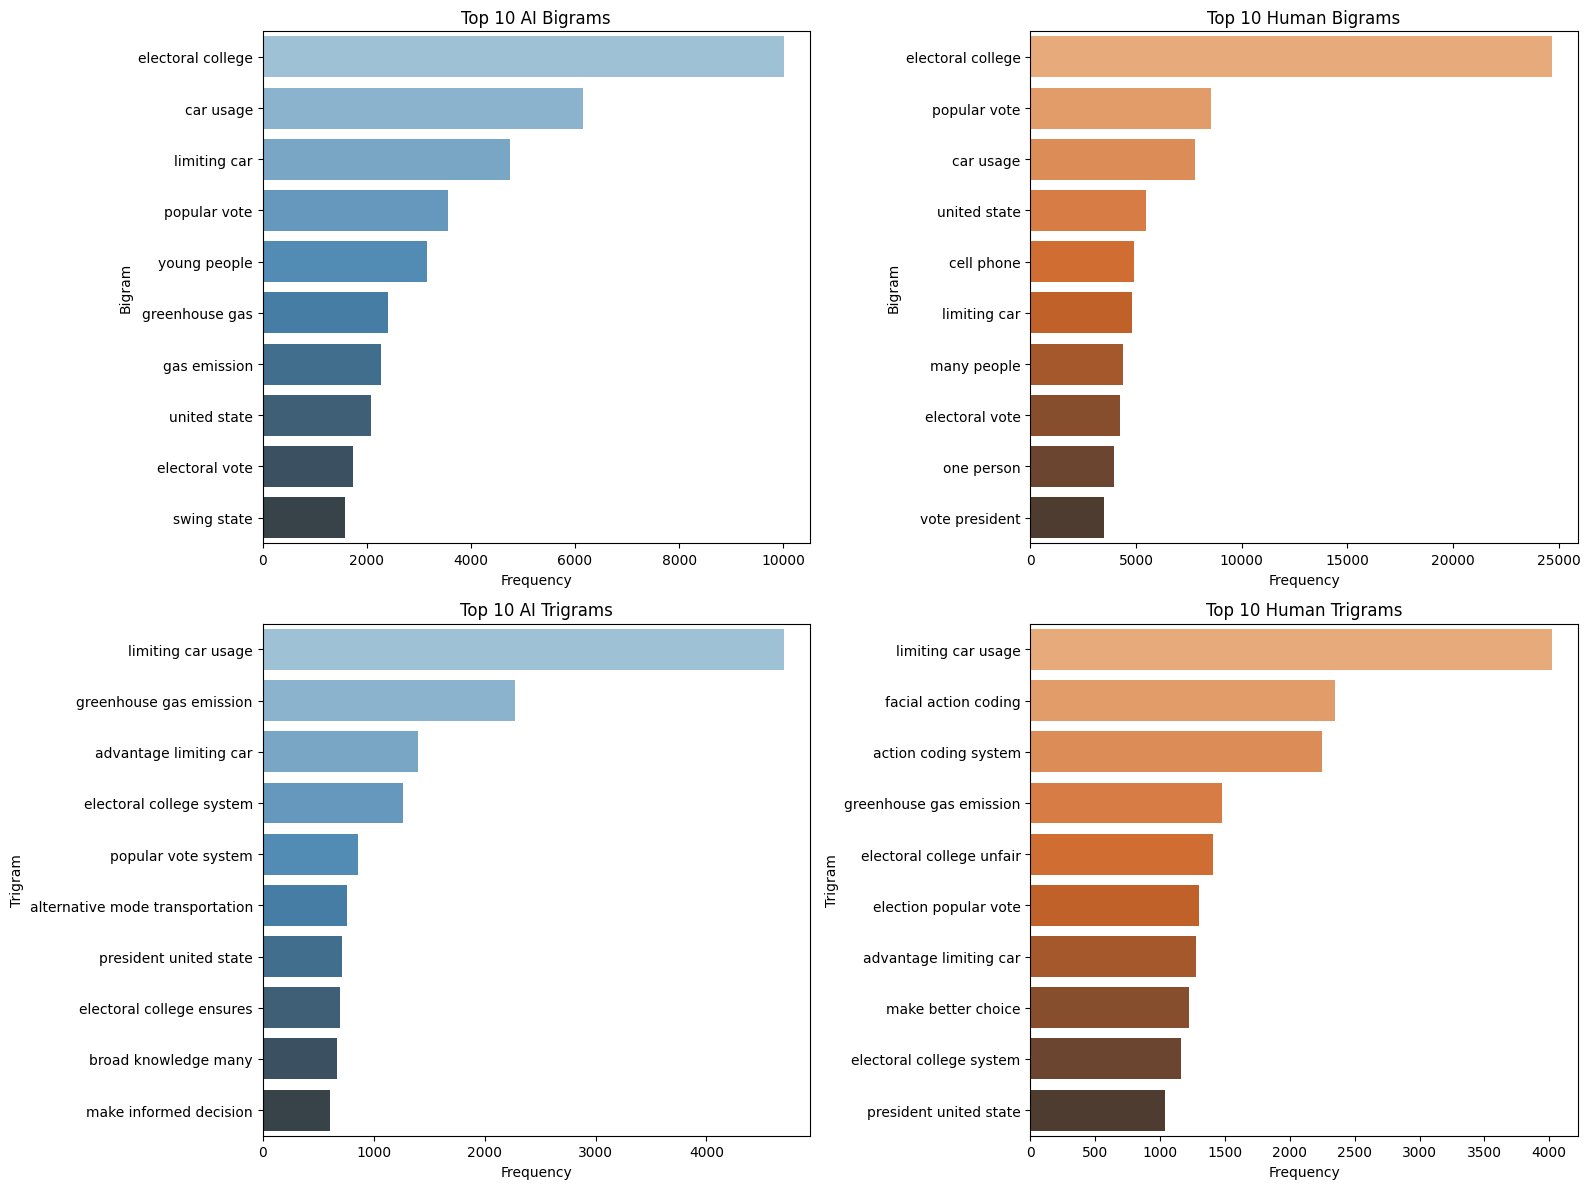 Top 10 AI Bigrams
Bigram
electoral college
car usage
limiting car
popular vote
young people
greenhouse gas
gas emission
united state
electoral vote
swing state
0 2000 4000 6000 8000 10000
Frequency
Top 10 Human Bigrams
Bigram
electoral college
popular vote
car usage
united state
cell phone
limiting car
many people
electoral vote
one person
vote president
0 5000 10000 15000 20000 25000
Frequency
Top 10 AI Trigrams
Trigram
limiting car usage
greenhouse gas emission
advantage limiting car
electoral college system
popular vote system
alternative mode transportation
president united state
electoral college ensures
broad knowledge many
make informed decision
0 1000 2000 3000 4000
Frequency
Top 10 Human Trigrams
Trigram
limiting car usage
facial action coding
action coding system
greenhouse gas emission
electoral college unfair
election popular vote
advantage limiting car
make better choice
electoral college system
president united state
0 500 1000 1500 2000 2500 3000 3500 4000
Frequency